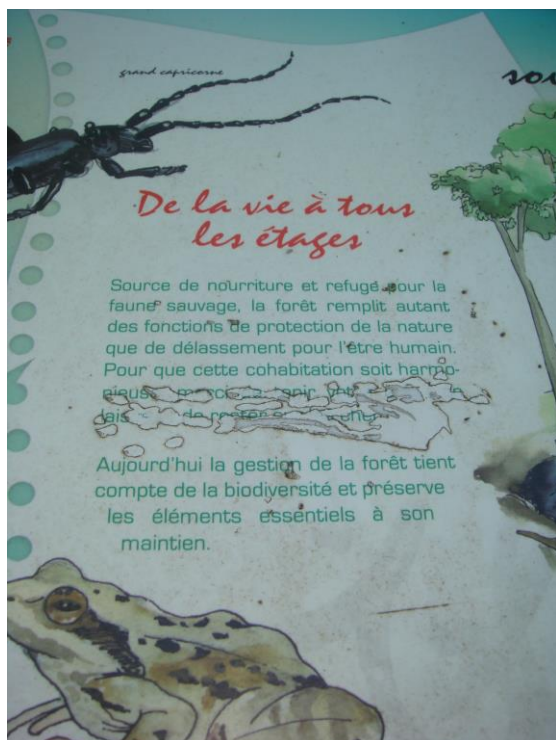 grand capricorne
De la vie à tous
les étages
Source de nourriture et refuge pour la
faune sauvage, la forêt remplit autant
des fonctions de protection de la nature
que de délassement pour l'être humain.
Pour que cette cohabitation soit harmo-
nieuse, merci
de rester
Aujourd'hui la gestion de la forêt tient
compte de la biodiversité et préserve
les éléments essentiels à son
maintien.